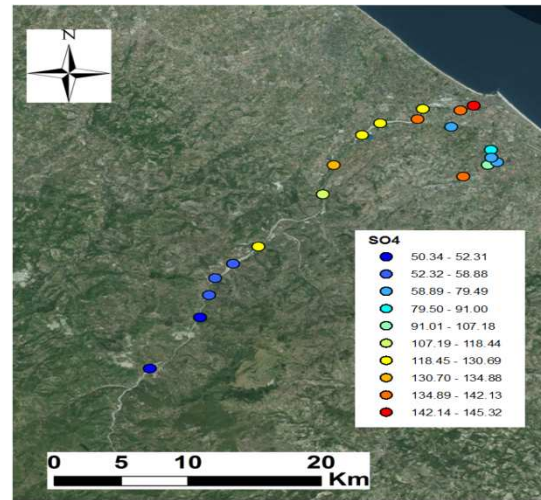 N
SO4
50.34 - 52.31
52.32 - 58.88
58.89 - 79.49
79.50 - 91.00
91.01 - 107.18
107.19 - 118.44
118.45 - 130.69
130.70 - 134.88
134.89 - 142.13
142.14 - 145.32
0 5 10 20
Km